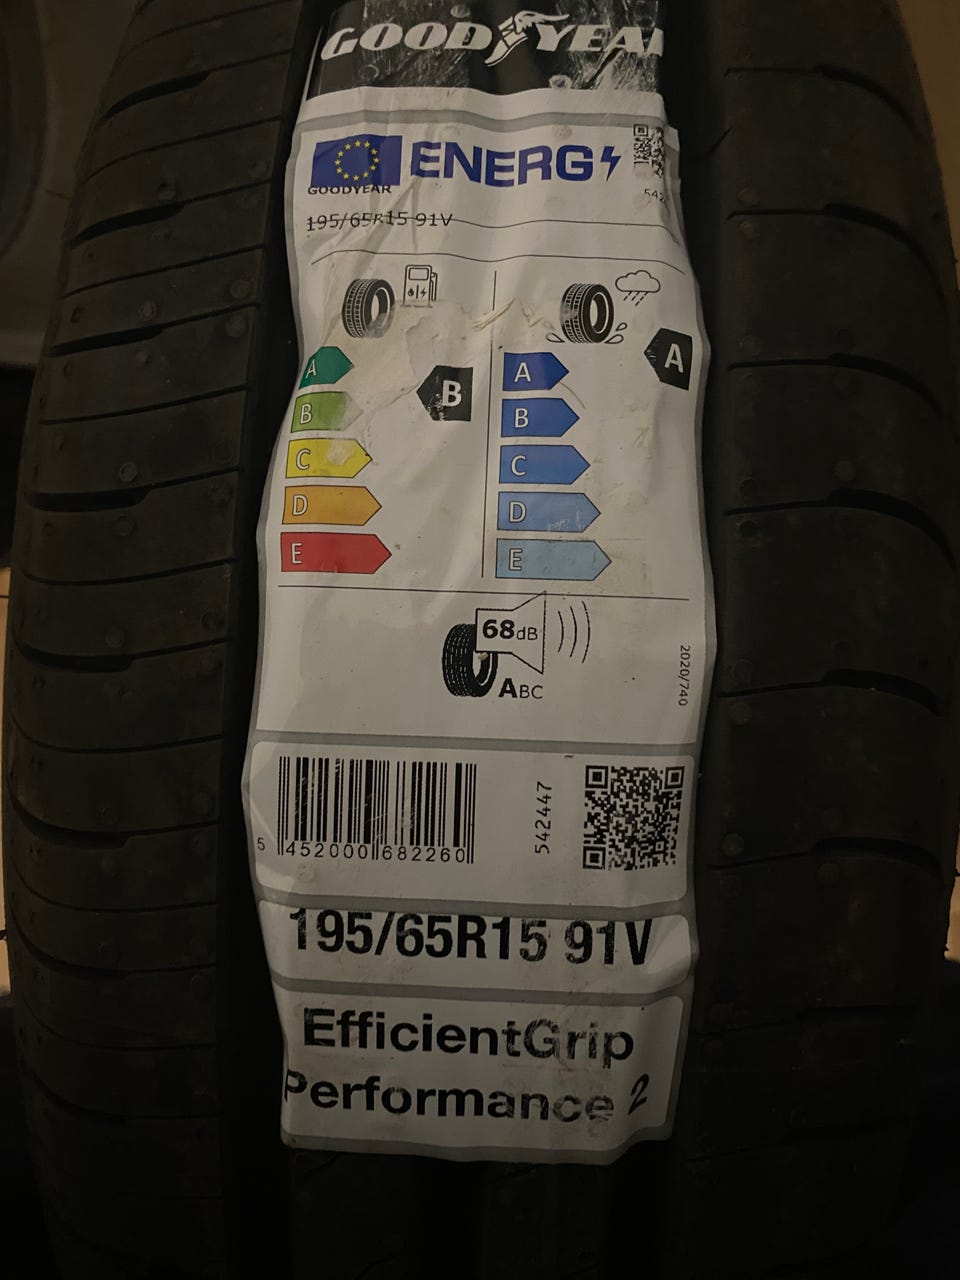 GOODYEAR
ENERG
GOODYEAR
542
195/65R15 91V
A
B
C
D
E
B
A
B
C
D
E
A
68dB
ABC
2020/740
5 452000 682260
542447
195/65R15 91V
EfficientGrip
Performance 2